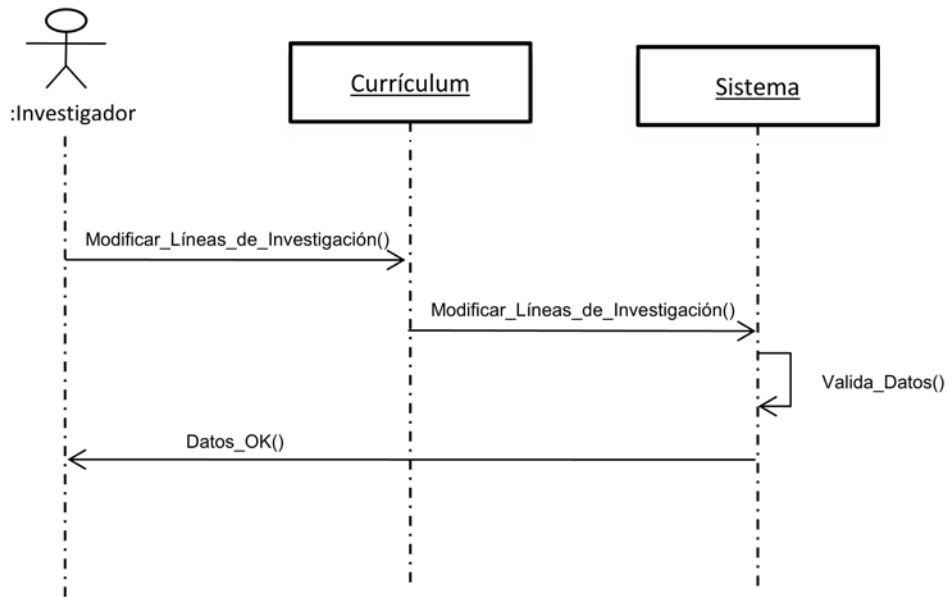 :Investigador
Currículum
Sistema
Modificar_Líneas_de_Investigación()
Modificar_Líneas_de_Investigación()
Valida_Datos()
Datos_OK()